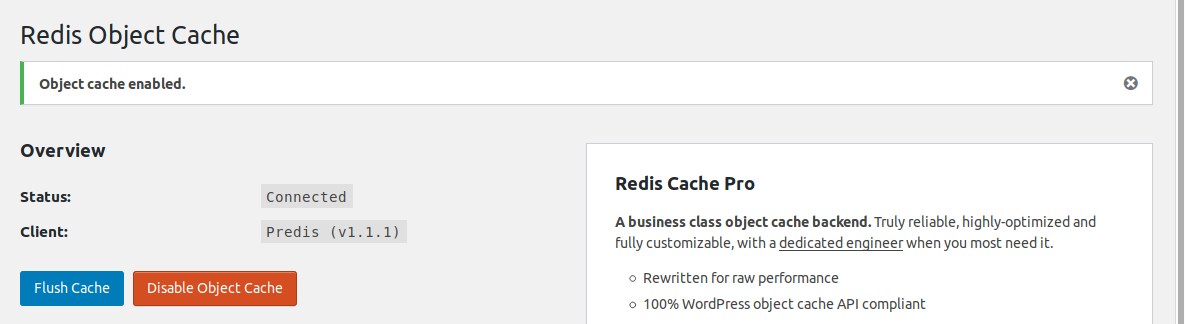 Redis Object Cache
Object cache enabled.
Overview
Status: Connected
Client: Predis (v1.1.1)
Flush Cache Disable Object Cache
Redis Cache Pro
A business class object cache backend. Truly reliable, highly-optimized and
fully customizable, with a dedicated engineer when you most need it.
Rewritten for raw performance
100% WordPress object cache API compliant